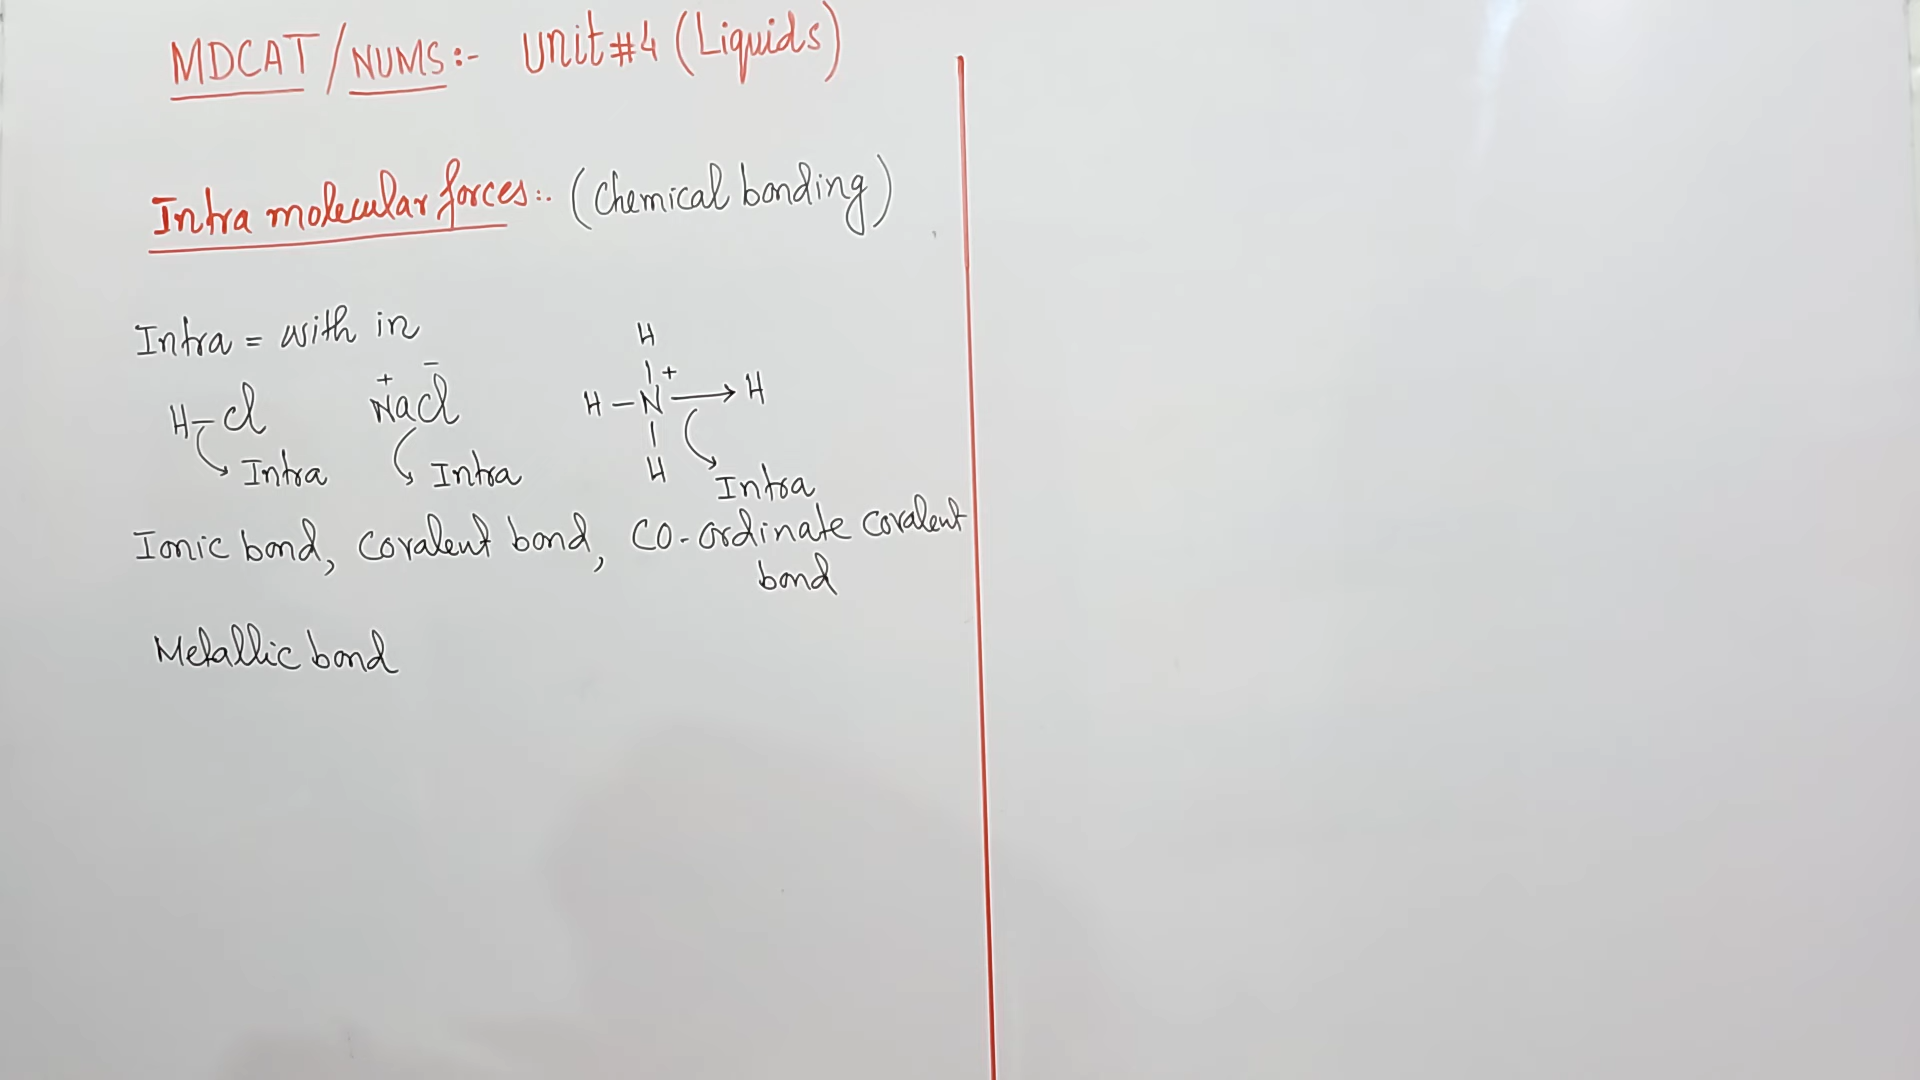 MDCAT/NUMS:- Unit#4 (Liquids)
Intra molecular forces:- (Chemical bonding)
Intra = with in
H
H-Cl
+ -
NaCl
H-N⁺→H
H
Intra
Intra
Intra
Ionic bond, Covalent bond, CO-ordinate covalent
bond
Metallic bond